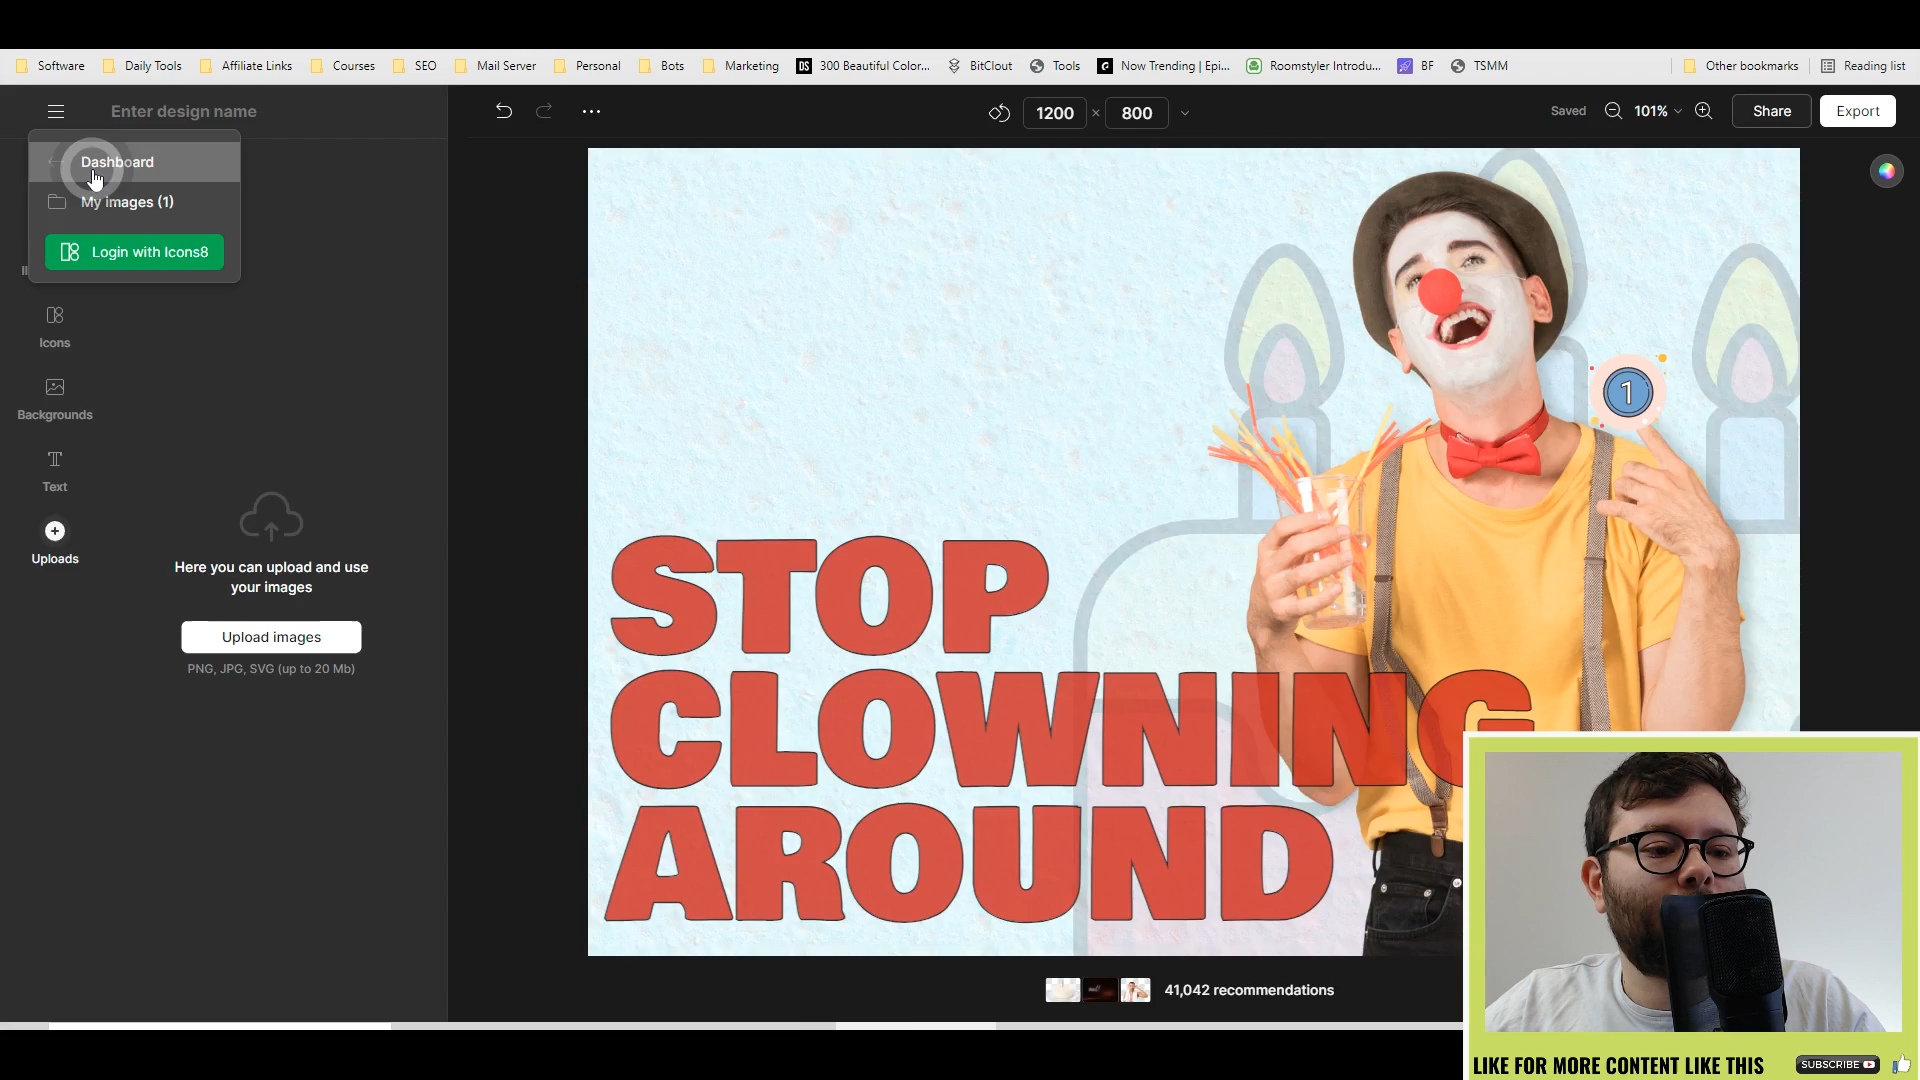 Software Daily Tools Affiliate Links Courses SEO Mail Server Personal Bots Marketing DS 300 Beautiful Color... BitClout Tools Now Trending | Epi... Roomstyler Introdu... BF TSMM Other bookmarks Reading list
Enter design name
1200 × 800
Saved
101%
Share
Export
Dashboard
My images (1)
Login with Icons8
Icons
Backgrounds
Text
Uploads
Here you can upload and use
your images
Upload images
PNG, JPG, SVG (up to 20 Mb)
1
STOP
CLOWNING
AROUND
41,042 recommendations
LIKE FOR MORE CONTENT LIKE THIS
SUBSCRIBE